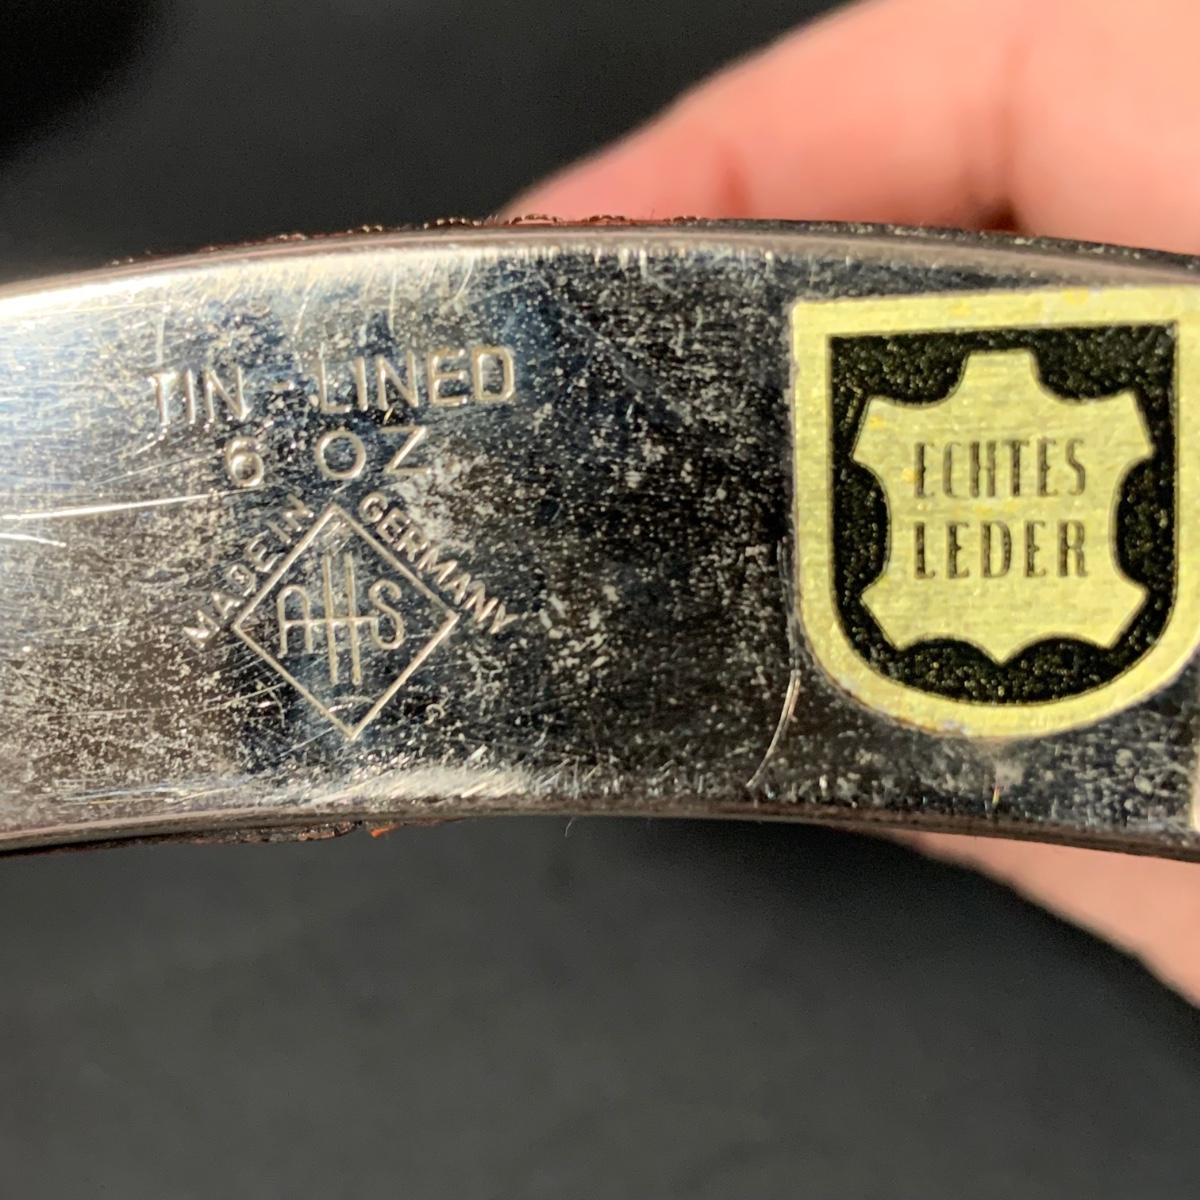 TIN-LINED
6 OZ
MADE IN GERMANY
AHS
ECHTES
LEDER